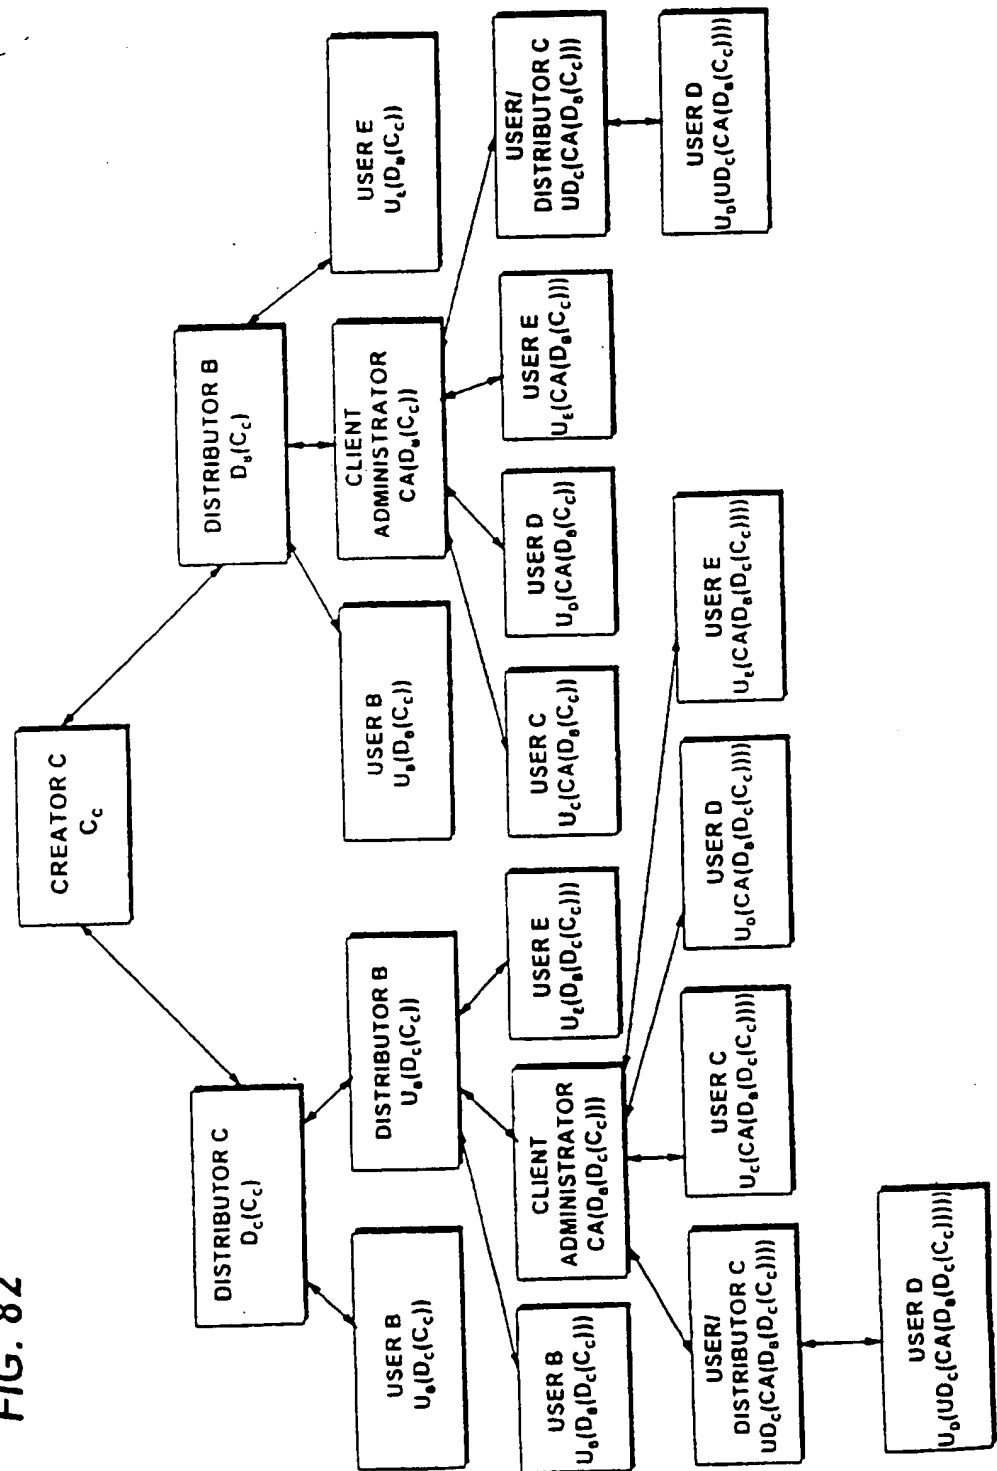 FIG. 82
CREATOR C
C_C
DISTRIBUTOR C
D_C(C_C)
DISTRIBUTOR B
D_B(C_C)
USER B
U_B(D_C(C_C))
DISTRIBUTOR B
U_B(D_C(C_C))
USER B
U_B(D_B(C_C))
CLIENT
ADMINISTRATOR
CA(D_B(C_C))
USER E
U_E(D_B(C_C))
USER B
U_B(D_B(D_C(C_C)))
CLIENT
ADMINISTRATOR
CA(D_B(D_C(C_C)))
USER E
U_E(D_B(D_C(C_C)))
USER C
U_C(CA(D_B(C_C))
USER D
U_D(CA(D_B(C_C))
USER E
U_E(CA(D_B(C_C)))
USER/
DISTRIBUTOR C
UD_C(CA(D_B(C_C)))
USER/
DISTRIBUTOR C
UD_C(CA(D_B(D_C(C_C))))
USER C
U_C(CA(D_B(D_C(C_C))))
USER D
U_D(CA(D_B(D_C(C_C))))
USER E
U_E(CA(D_B(D_C(C_C))))
USER D
U_D(UD_C(CA(D_B(C_C))))
USER D
U_D(UD_C(CA(D_B(D_C(C_C)))))